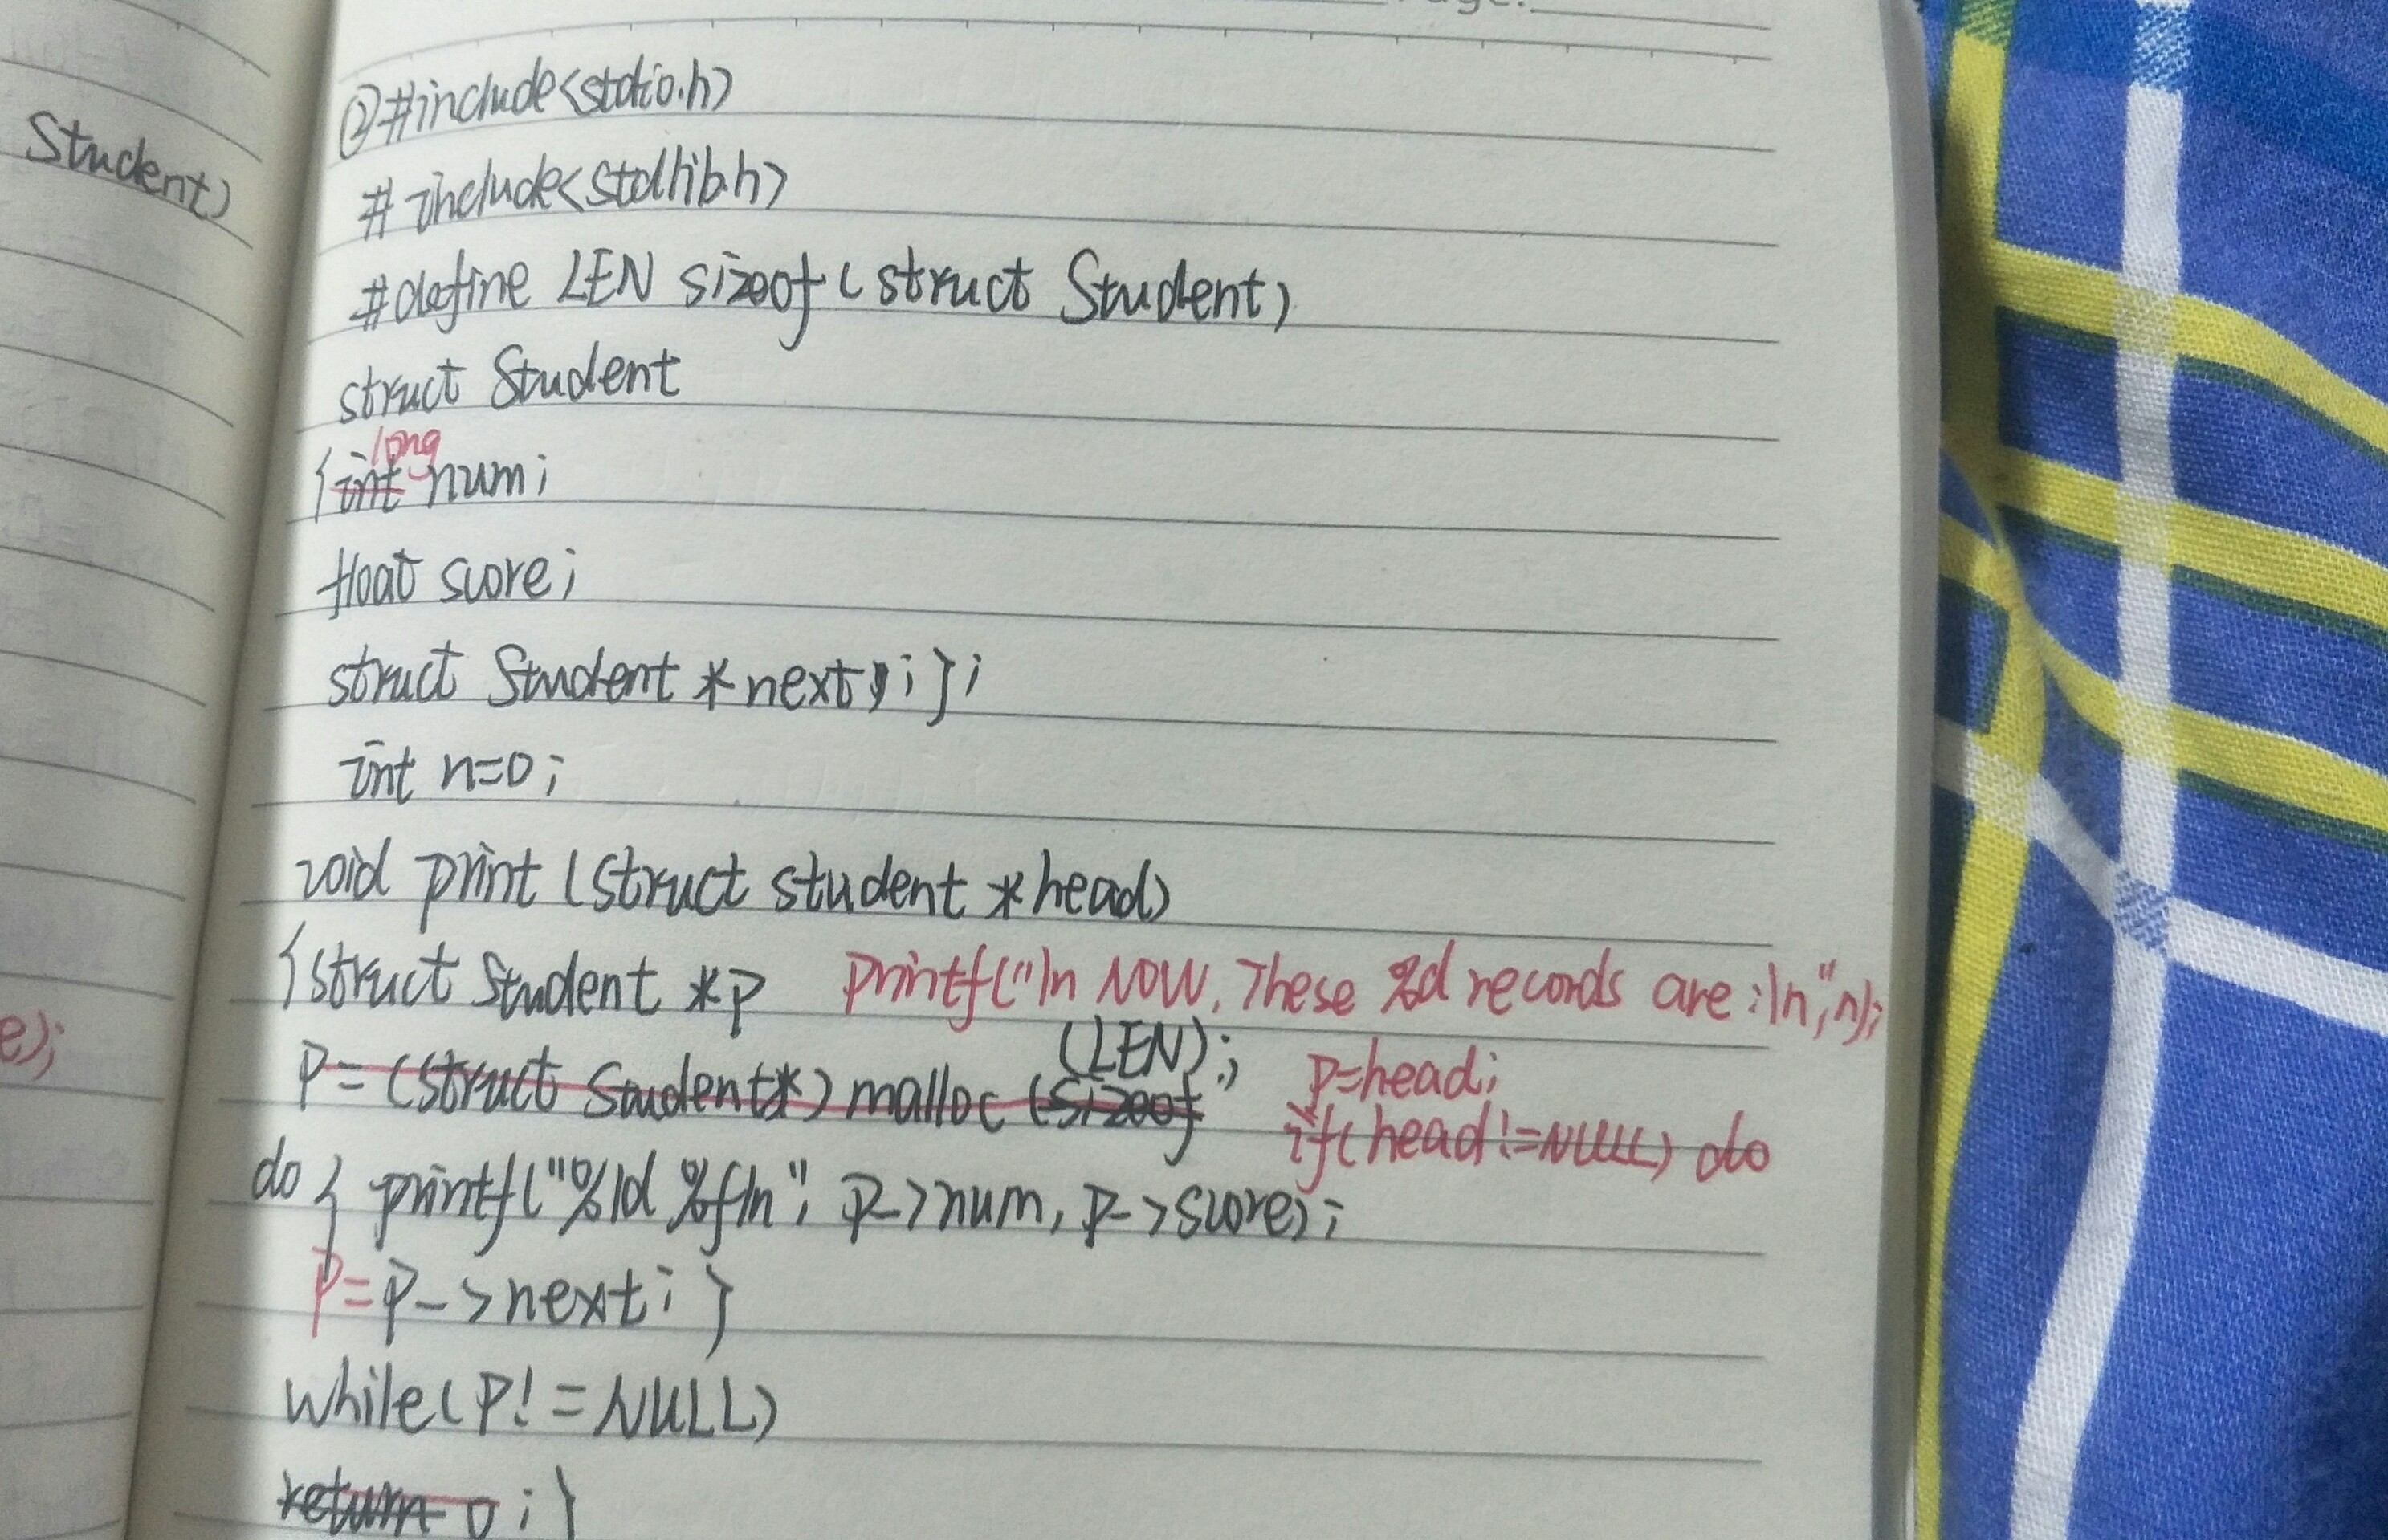 Student)
e);
②#include<stdio.h>
#include<stdlib.h>
#define LEN sizeof(struct Student)
struct Student
{int long num;
float score;
struct Student *next;};
int n=0;
void print(struct student *head)
{struct Student *p printf("\n NOW, These %d records are:\n",n);
p=(struct Student*)malloc(sizeof (LEN); p=head;
if(head!=NULL) do
do { printf("%ld %f\n", p->num, p->score);
p=p->next; }
while(p!=NULL)
return 0;}